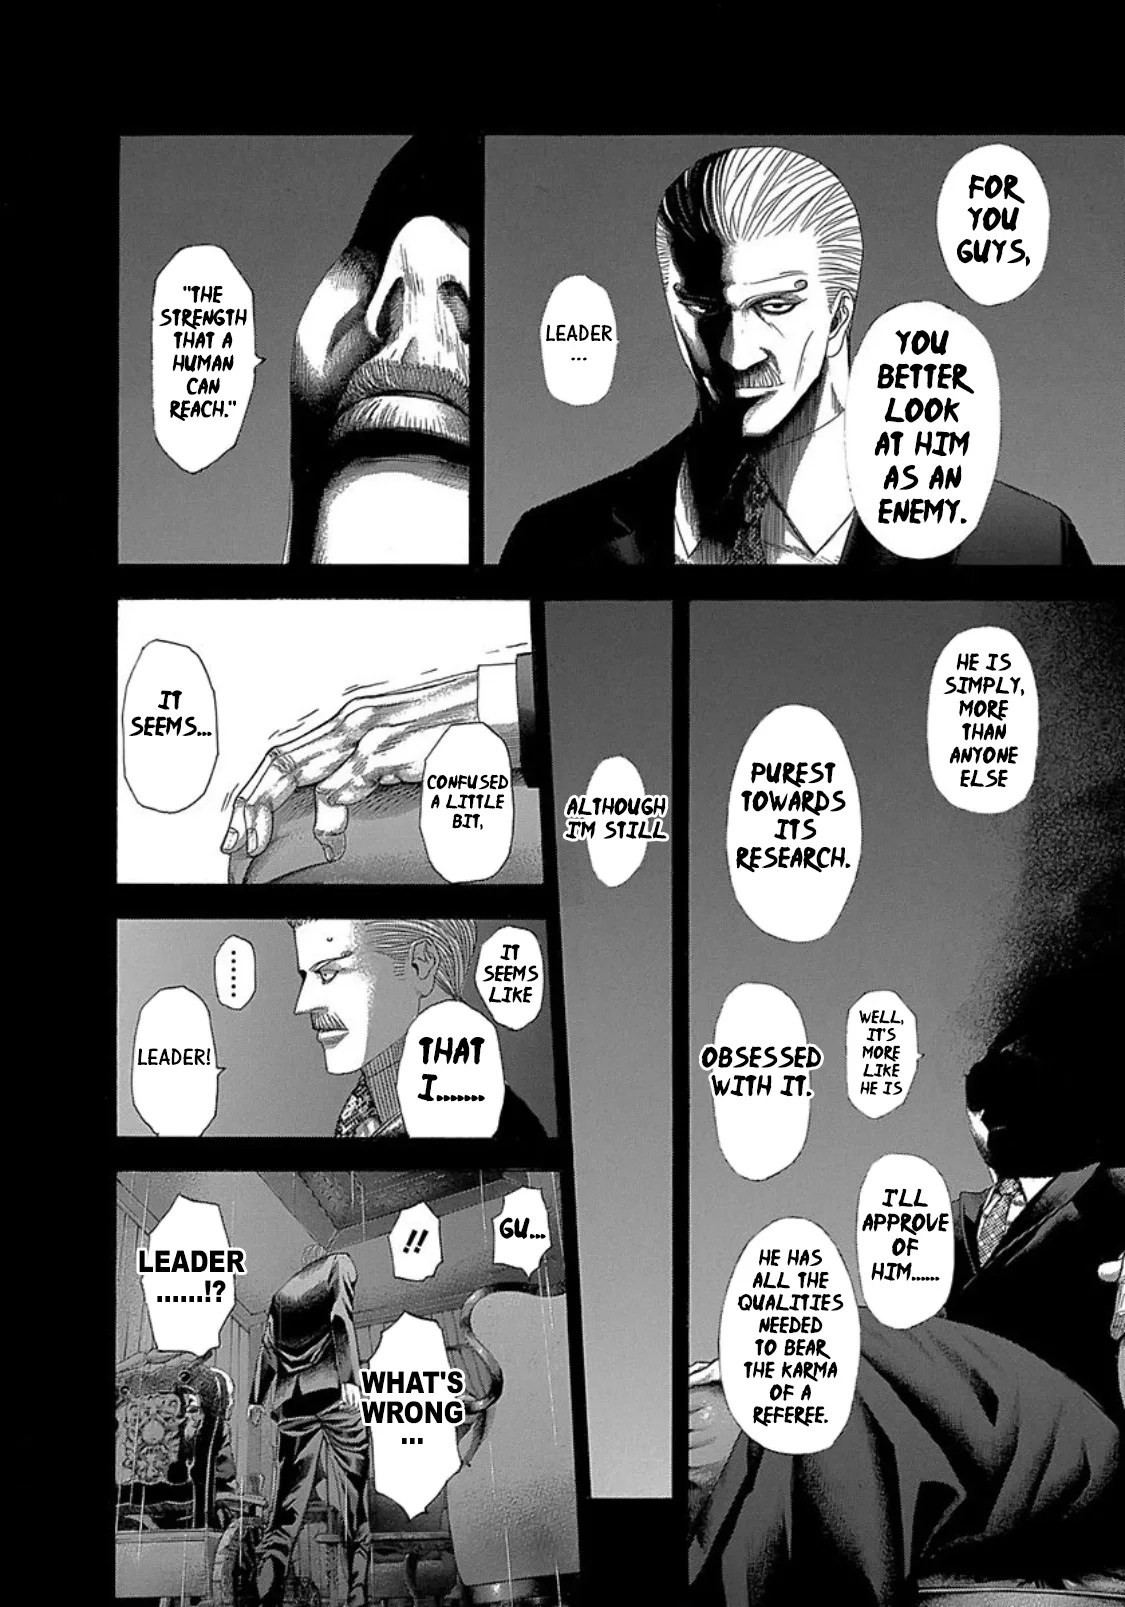 FOR
YOU
GUYS,
YOU
BETTER
LOOK
AT HIM
AS AN
ENEMY.
LEADER
...
"THE
STRENGTH
THAT A
HUMAN
CAN
REACH."
HE IS
SIMPLY,
MORE
THAN
ANYONE
ELSE
PUREST
TOWARDS
ITS
RESEARCH.
WELL,
IT'S
MORE
LIKE
HE IS
OBSESSED
WITH IT.
I'LL
APPROVE
OF
HIM......
HE HAS
ALL THE
QUALITIES
NEEDED
TO BEAR
THE KARMA
OF A
REFEREE.
ALTHOUGH
I'M STILL
CONFUSED
A LITTLE
BIT,
IT
SEEMS...
IT
SEEMS
LIKE
THAT
I.......
......
LEADER!
GU...
!!
WHAT'S
WRONG
...
LEADER
......!?